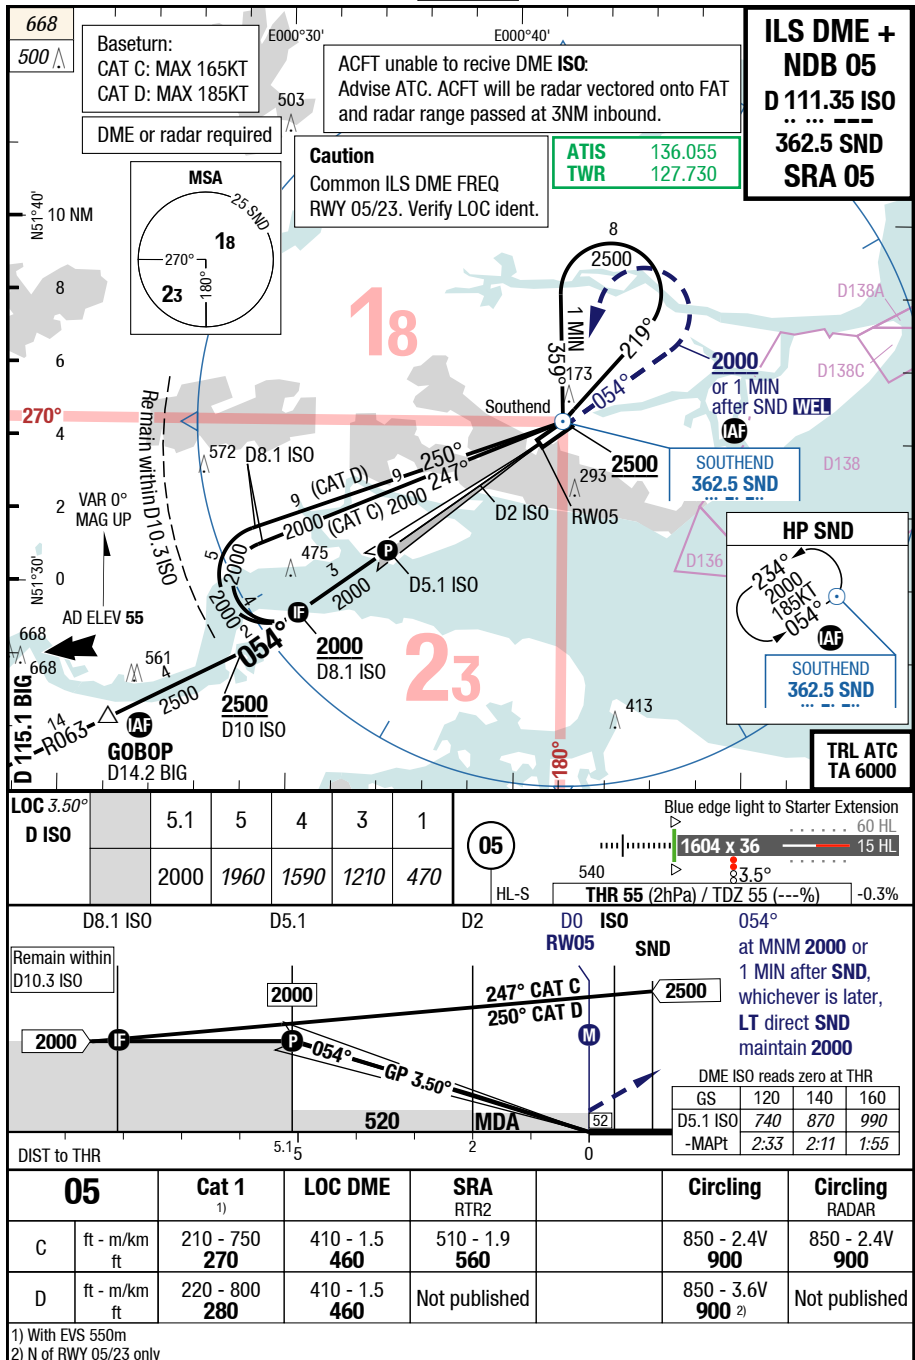 668
500
Baseturn:
CAT C: MAX 165KT
CAT D: MAX 185KT
DME or radar required
E000°30'
E000°40'
ACFT unable to recive DME ISO:
Advise ATC. ACFT will be radar vectored onto FAT
and radar range passed at 3NM inbound.
Caution
Common ILS DME FREQ
RWY 05/23. Verify LOC ident.
ATIS 136.055
TWR 127.730
ILS DME +
NDB 05
D 111.35 ISO
362.5 SND
SRA 05
503
MSA
25 SND
18
270°
180°
23
N51°40'
10 NM
8
6
4
2
0
N51°30'
18
23
270°
180°
8
2500
1 MIN
359°
219°
054°
173
2000
or 1 MIN
after SND WEL
IAF
D138A
D138C
D138
D136
Southend
2500
SOUTHEND
362.5 SND
293
RW05
D2 ISO
572
D8.1 ISO
9 (CAT D) 9 250°
2000 (CAT C) 2000 247°
Remain within D10.3 ISO
VAR 0°
MAG UP
AD ELEV 55
5
2000
4
2000
2
475
3
2000
P
D5.1 ISO
IF
2000
D8.1 ISO
054°
2500
D10 ISO
668
668
561
4
2500
14
R063
D 115.1 BIG
IAF
GOBOP
D14.2 BIG
413
HP SND
234°
2000
185KT
054°
IAF
SOUTHEND
362.5 SND
TRL ATC
TA 6000
LOC 3.50°
D ISO
5.1 5 4 3 1
2000 1960 1590 1210 470
05
HL-S
Blue edge light to Starter Extension
60 HL
1604 x 36
15 HL
540
3.5°
THR 55 (2hPa) / TDZ 55 (---%)
-0.3%
D8.1 ISO D5.1 D2 D0 ISO
RW05
SND
Remain within
D10.3 ISO
2000
247° CAT C
250° CAT D
2500
2000
IF
P
054°
GP 3.50°
M
520 MDA
52
054°
at MNM 2000 or
1 MIN after SND,
whichever is later,
LT direct SND
maintain 2000
DME ISO reads zero at THR
GS 120 140 160
D5.1 ISO 740 870 990
-MAPt 2:33 2:11 1:55
DIST to THR
5.1 5 2 0
05 Cat 1 1) LOC DME SRA RTR2 Circling Circling RADAR
C ft - m/km 210 - 750 410 - 1.5 510 - 1.9 850 - 2.4V 850 - 2.4V
ft 270 460 560 900 900
D ft - m/km 220 - 800 410 - 1.5 Not published 850 - 3.6V Not published
ft 280 460 900 2)
1) With EVS 550m
2) N of RWY 05/23 only